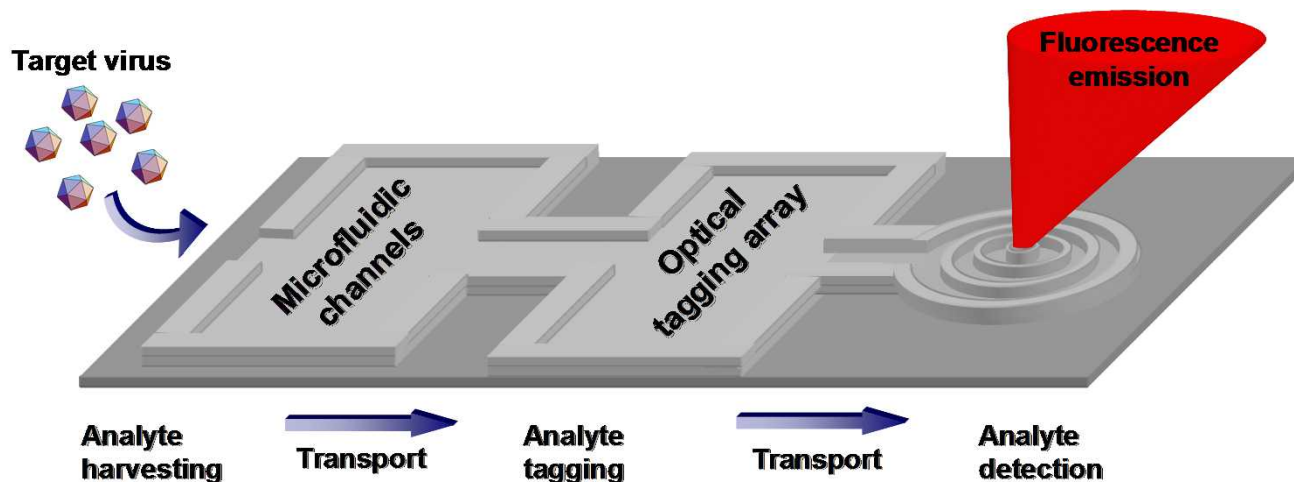 Target virus
Fluorescence
emission
Microfluidic
channels
Optical
tagging array
Analyte
harvesting
Transport
Analyte
tagging
Transport
Analyte
detection